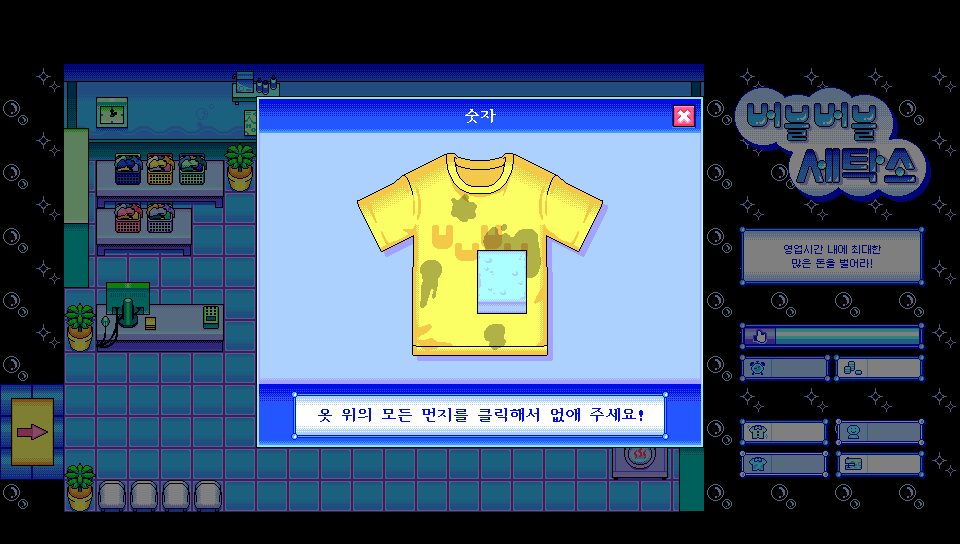 숫자
버블버블
세탁소
영업시간 내에 최대한
많은 돈을 벌어라!
옷 위의 모든 먼지를 클릭해서 없애 주세요!